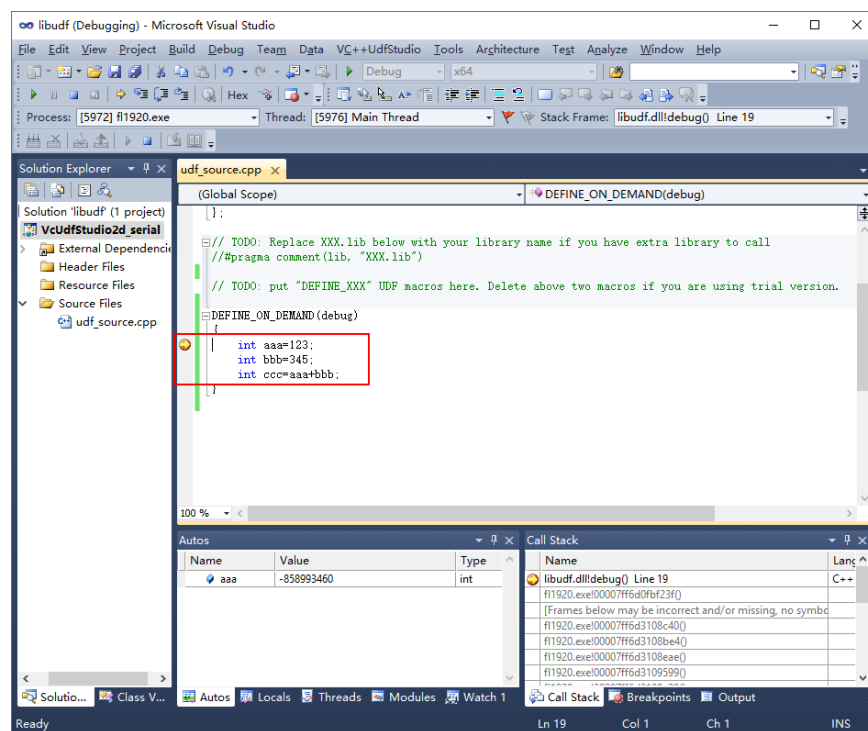 libudf (Debugging) - Microsoft Visual Studio
File Edit View Project Build Debug Team Data VC++UdfStudio Tools Architecture Test Analyze Window Help
Debug x64
Hex
Process: [5972] fl1920.exe Thread: [5976] Main Thread Stack Frame: libudf.dll!debug() Line 19
Solution Explorer
Solution 'libudf' (1 project)
VcUdfStudio2d_serial
External Dependencie
Header Files
Resource Files
Source Files
udf_source.cpp
udf_source.cpp
(Global Scope) DEFINE_ON_DEMAND(debug)
};
// TODO: Replace XXX.lib below with your library name if you have extra library to call
//#pragma comment(lib, "XXX.lib")
// TODO: put "DEFINE_XXX" UDF macros here. Delete above two macros if you are using trial version.
DEFINE_ON_DEMAND(debug)
{
int aaa=123;
int bbb=345;
int ccc=aaa+bbb;
}
100 %
Autos
Name Value Type
aaa -858993460 int
Call Stack
Name Lang
libudf.dll!debug() Line 19 C++
fl1920.exe!00007ff6d0fbf23f()
[Frames below may be incorrect and/or missing, no symbo
fl1920.exe!00007ff6d3108c40()
fl1920.exe!00007ff6d3108be4()
fl1920.exe!00007ff6d3108eae()
fl1920.exe!00007ff6d3109599()
Solutio... Class V... Autos Locals Threads Modules Watch 1 Call Stack Breakpoints Output
Ready Ln 19 Col 1 Ch 1 INS